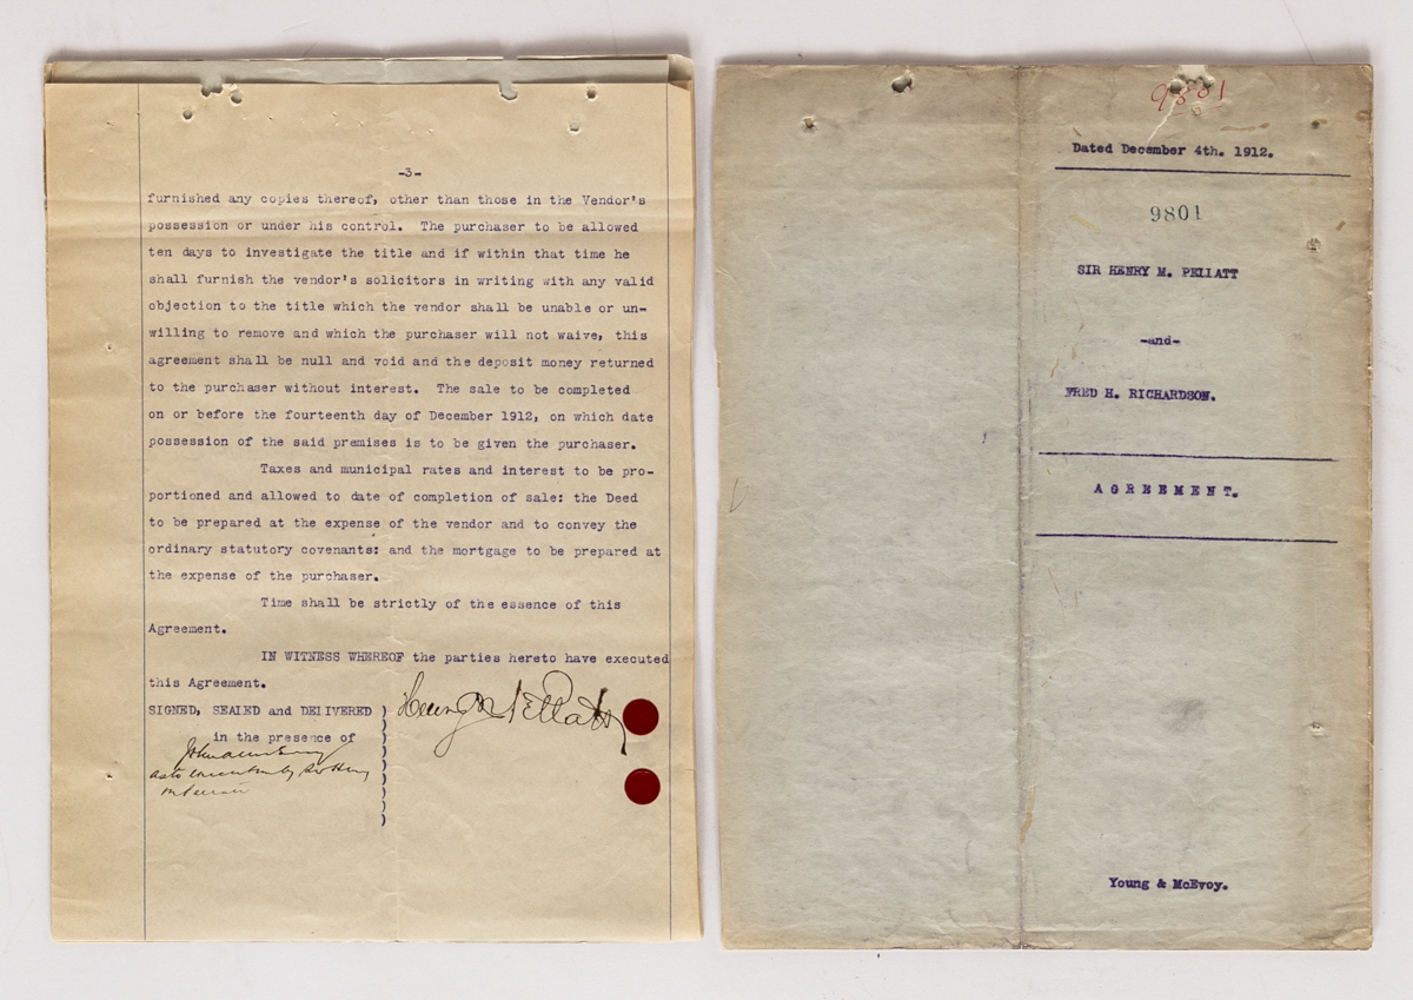 -3-
furnished any copies thereof, other than those in the Vendor's
possession or under his control. The purchaser to be allowed
ten days to investigate the title and if within that time he
shall furnish the vendor's solicitors in writing with any valid
objection to the title which the vendor shall be unable or un-
willing to remove and which the purchaser will not waive, this
agreement shall be null and void and the deposit money returned
to the purchaser without interest. The sale to be completed
on or before the fourteenth day of December 1912, on which date
possession of the said premises is to be given the purchaser.
Taxes and municipal rates and interest to be pro-
portioned and allowed to date of completion of sale: the Deed
to be prepared at the expense of the vendor and to convey the
ordinary statutory covenants: and the mortgage to be prepared at
the expense of the purchaser.
Time shall be strictly of the essence of this
Agreement.
IN WITNESS WHEREOF the parties hereto have executed
this Agreement.
SIGNED, SEALED and DELIVERED )
in the presence of
Henry M Pellatt
as to execution by Sir Henry
M Pellatt
9801
Dated December 4th. 1912.
9801
SIR HENRY M. PELLATT
-and-
FRED H. RICHARDSON.
AGREEMENT.
Young & McEvoy.